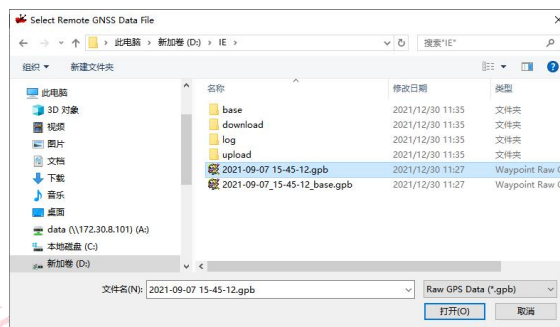 Select Remote GNSS Data File
此电脑 > 新加卷 (D:) > IE >
搜索"IE"
组织 新建文件夹
名称 修改日期 类型
此电脑
3D 对象
视频
图片
文档
下载
音乐
桌面
data (\\172.30.8.101) (A:)
本地磁盘 (C:)
新加卷 (D:)
base 2021/12/30 11:35 文件夹
download 2021/12/30 11:35 文件夹
log 2021/12/30 11:35 文件夹
upload 2021/12/30 11:35 文件夹
2021-09-07 15-45-12.gpb 2021/12/30 11:27 Waypoint Raw
2021-09-07_15-45-12_base.gpb 2021/12/30 11:27 Waypoint Raw
文件名(N): 2021-09-07 15-45-12.gpb Raw GPS Data (*.gpb)
打开(O) 取消